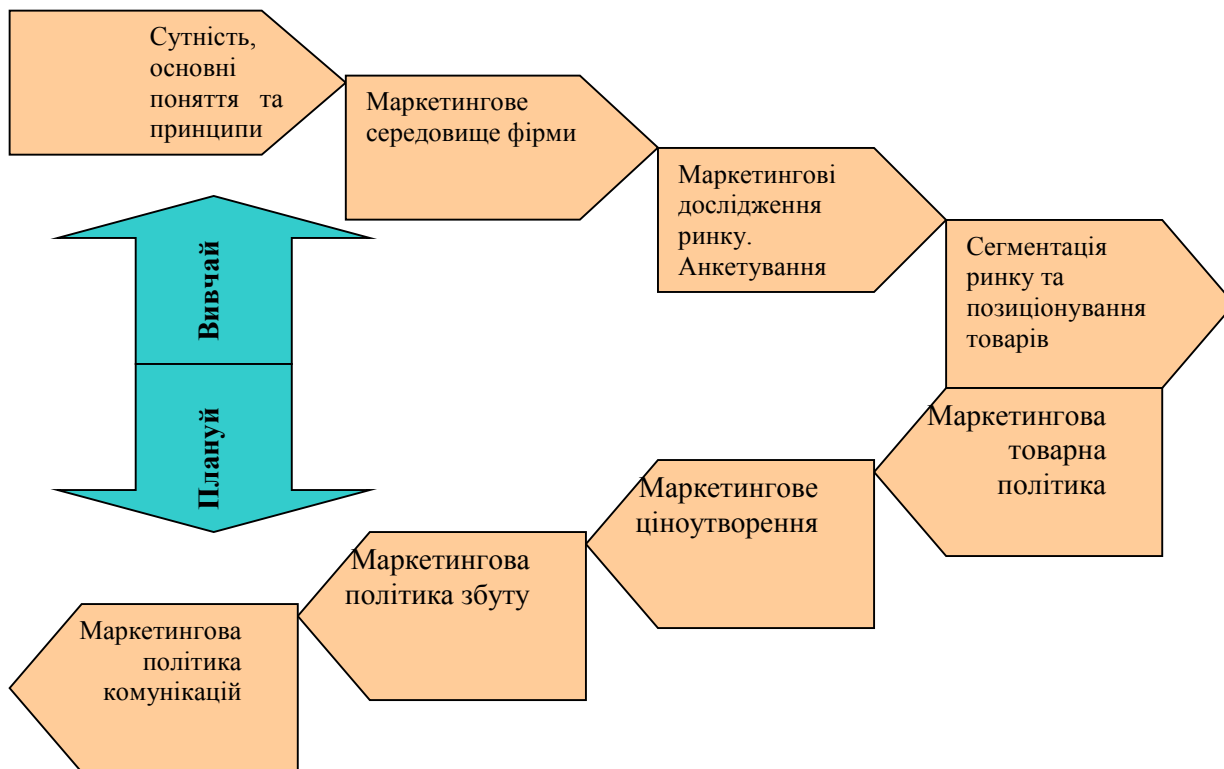 Сутність,
основні
поняття та
принципи
Маркетингове
середовище фірми
Маркетингові
дослідження
ринку.
Анкетування
Сегментація
ринку та
позиціонування
товарів
Вивчай
Плануй
Маркетингова
товарна
політика
Маркетингове
ціноутворення
Маркетингова
політика збуту
Маркетингова
політика
комунікацій